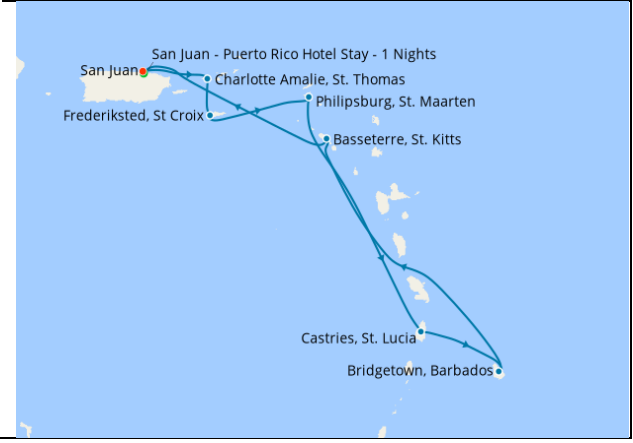 San Juan - Puerto Rico Hotel Stay - 1 Nights
San Juan
Charlotte Amalie, St. Thomas
Philipsburg, St. Maarten
Frederiksted, St Croix
Basseterre, St. Kitts
Castries, St. Lucia
Bridgetown, Barbados